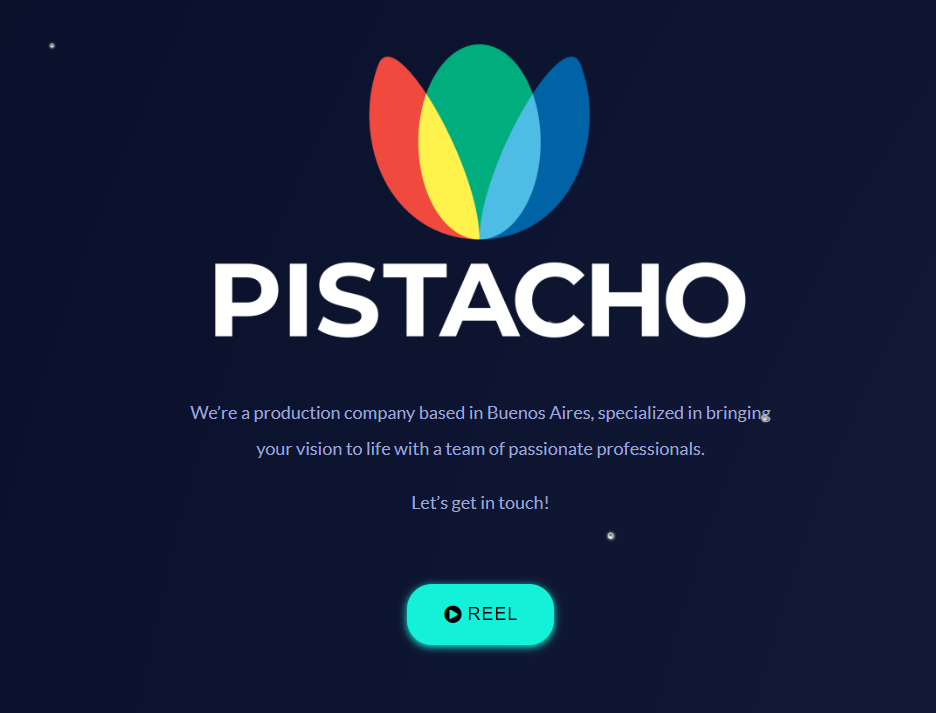 PISTACHO
We’re a production company based in Buenos Aires, specialized in bringing
your vision to life with a team of passionate professionals.
Let’s get in touch!
REEL